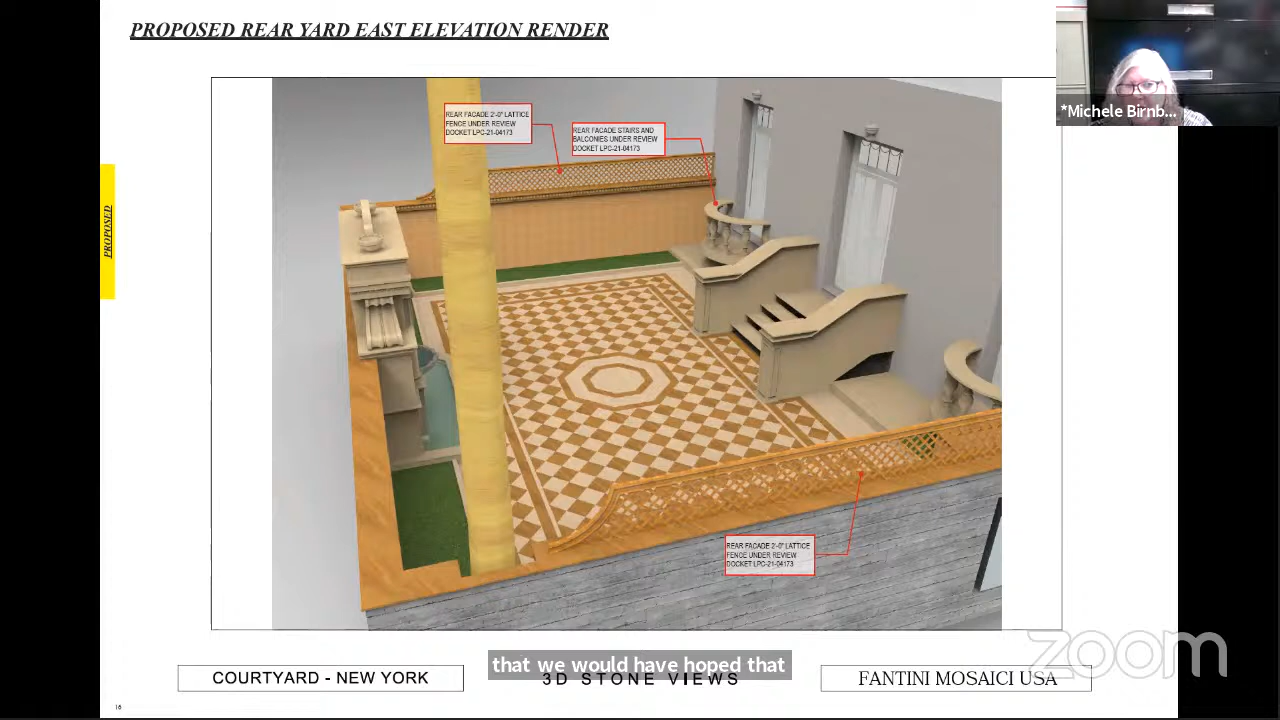 PROPOSED REAR YARD EAST ELEVATION RENDER
*Michele Birnb...
REAR FACADE 2'-0" LATTICE
FENCE UNDER REVIEW
DOCKET LPC-21-04173
REAR FACADE STAIRS AND
BALCONIES UNDER REVIEW
DOCKET LPC-21-04173
PROPOSED
REAR FACADE 2'-0" LATTICE
FENCE UNDER REVIEW
DOCKET LPC-21-04173
zoom
that we would have hoped that
COURTYARD - NEW YORK
3D STONE VIEWS
FANTINI MOSAICI USA
16